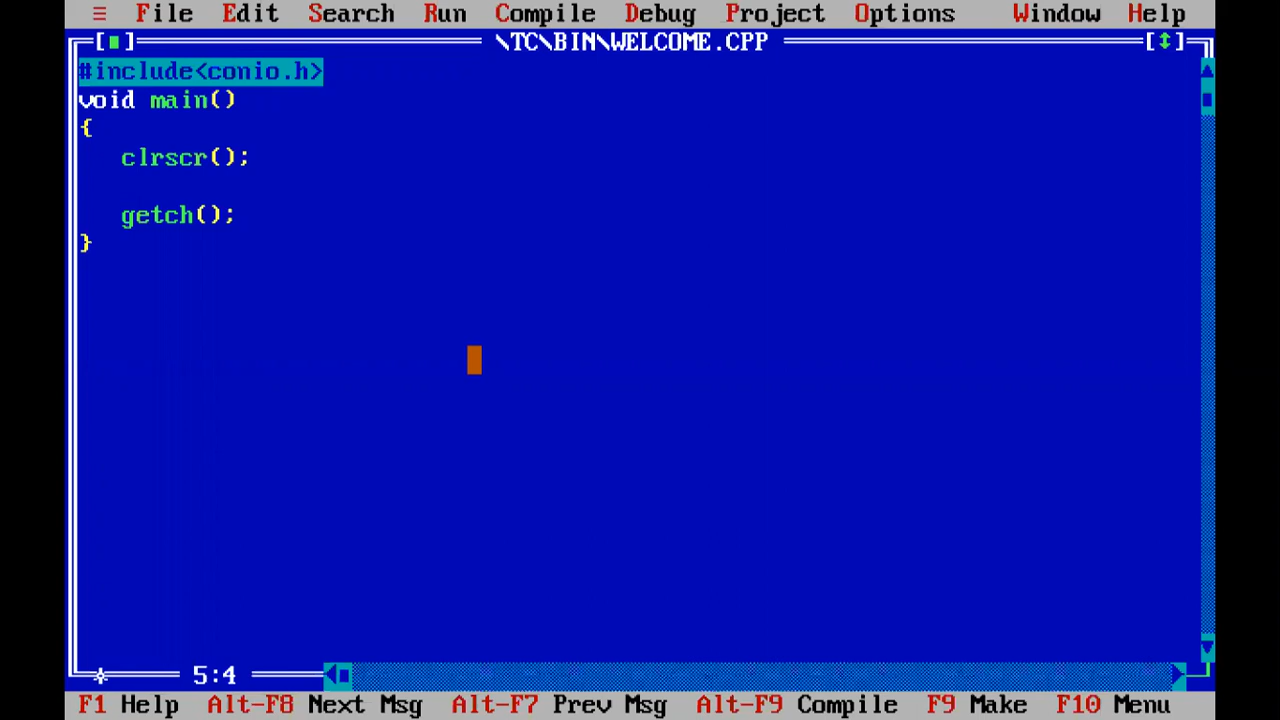 ≡ File Edit Search Run Compile Debug Project Options Window Help
[■] \TC\BIN\WELCOME.CPP [↕]
#include<conio.h>
void main()
{
   clrscr();
   getch();
}
5:4
F1 Help Alt-F8 Next Msg Alt-F7 Prev Msg Alt-F9 Compile F9 Make F10 Menu